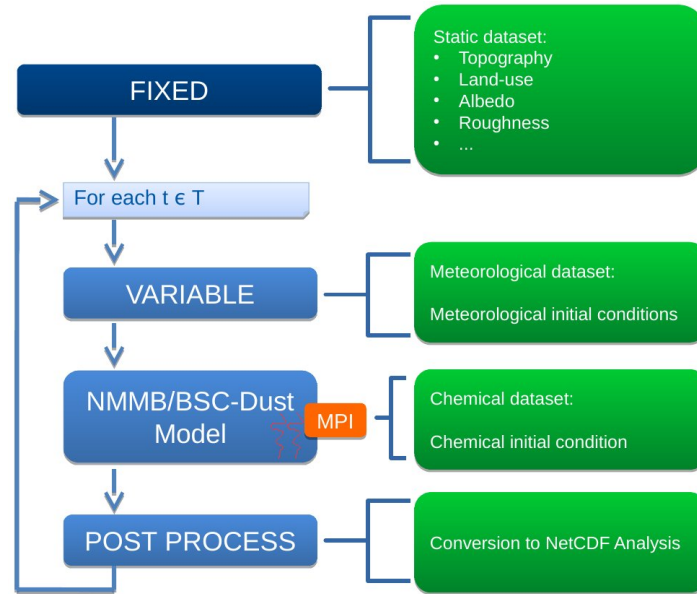 FIXED
Static dataset:
• Topography
• Land-use
• Albedo
• Roughness
• ...
For each t ϵ T
VARIABLE
Meteorological dataset:
Meteorological initial conditions
NMMB/BSC-Dust
Model
MPI
Chemical dataset:
Chemical initial condition
POST PROCESS
Conversion to NetCDF Analysis